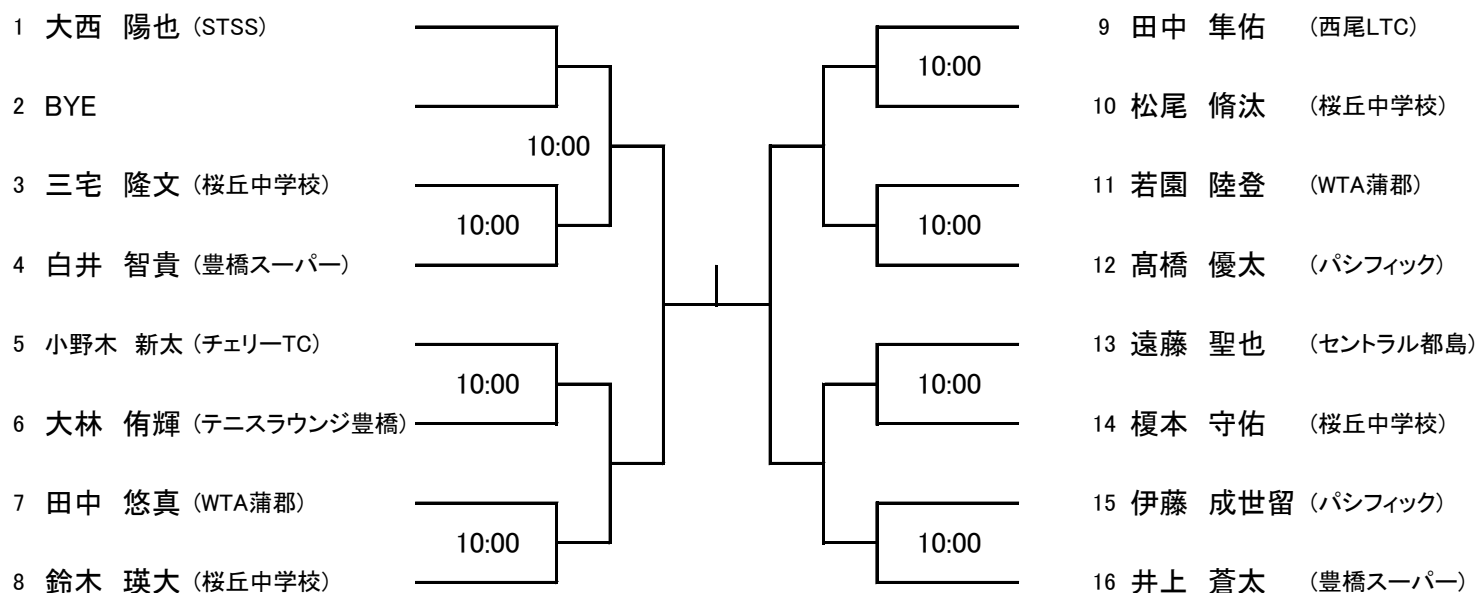 1 大西 陽也 (STSS)
2 BYE
10:00
3 三宅 隆文 (桜丘中学校)
10:00
4 白井 智貴 (豊橋スーパー)
5 小野木 新太 (チェリーTC)
10:00
6 大林 侑輝 (テニスラウンジ豊橋)
7 田中 悠真 (WTA蒲郡)
10:00
8 鈴木 瑛大 (桜丘中学校)
9 田中 隼佑 (西尾LTC)
10:00
10 松尾 脩汰 (桜丘中学校)
11 若園 陸登 (WTA蒲郡)
10:00
12 髙橋 優太 (パシフィック)
13 遠藤 聖也 (セントラル都島)
10:00
14 榎本 守佑 (桜丘中学校)
15 伊藤 成世留 (パシフィック)
10:00
16 井上 蒼太 (豊橋スーパー)